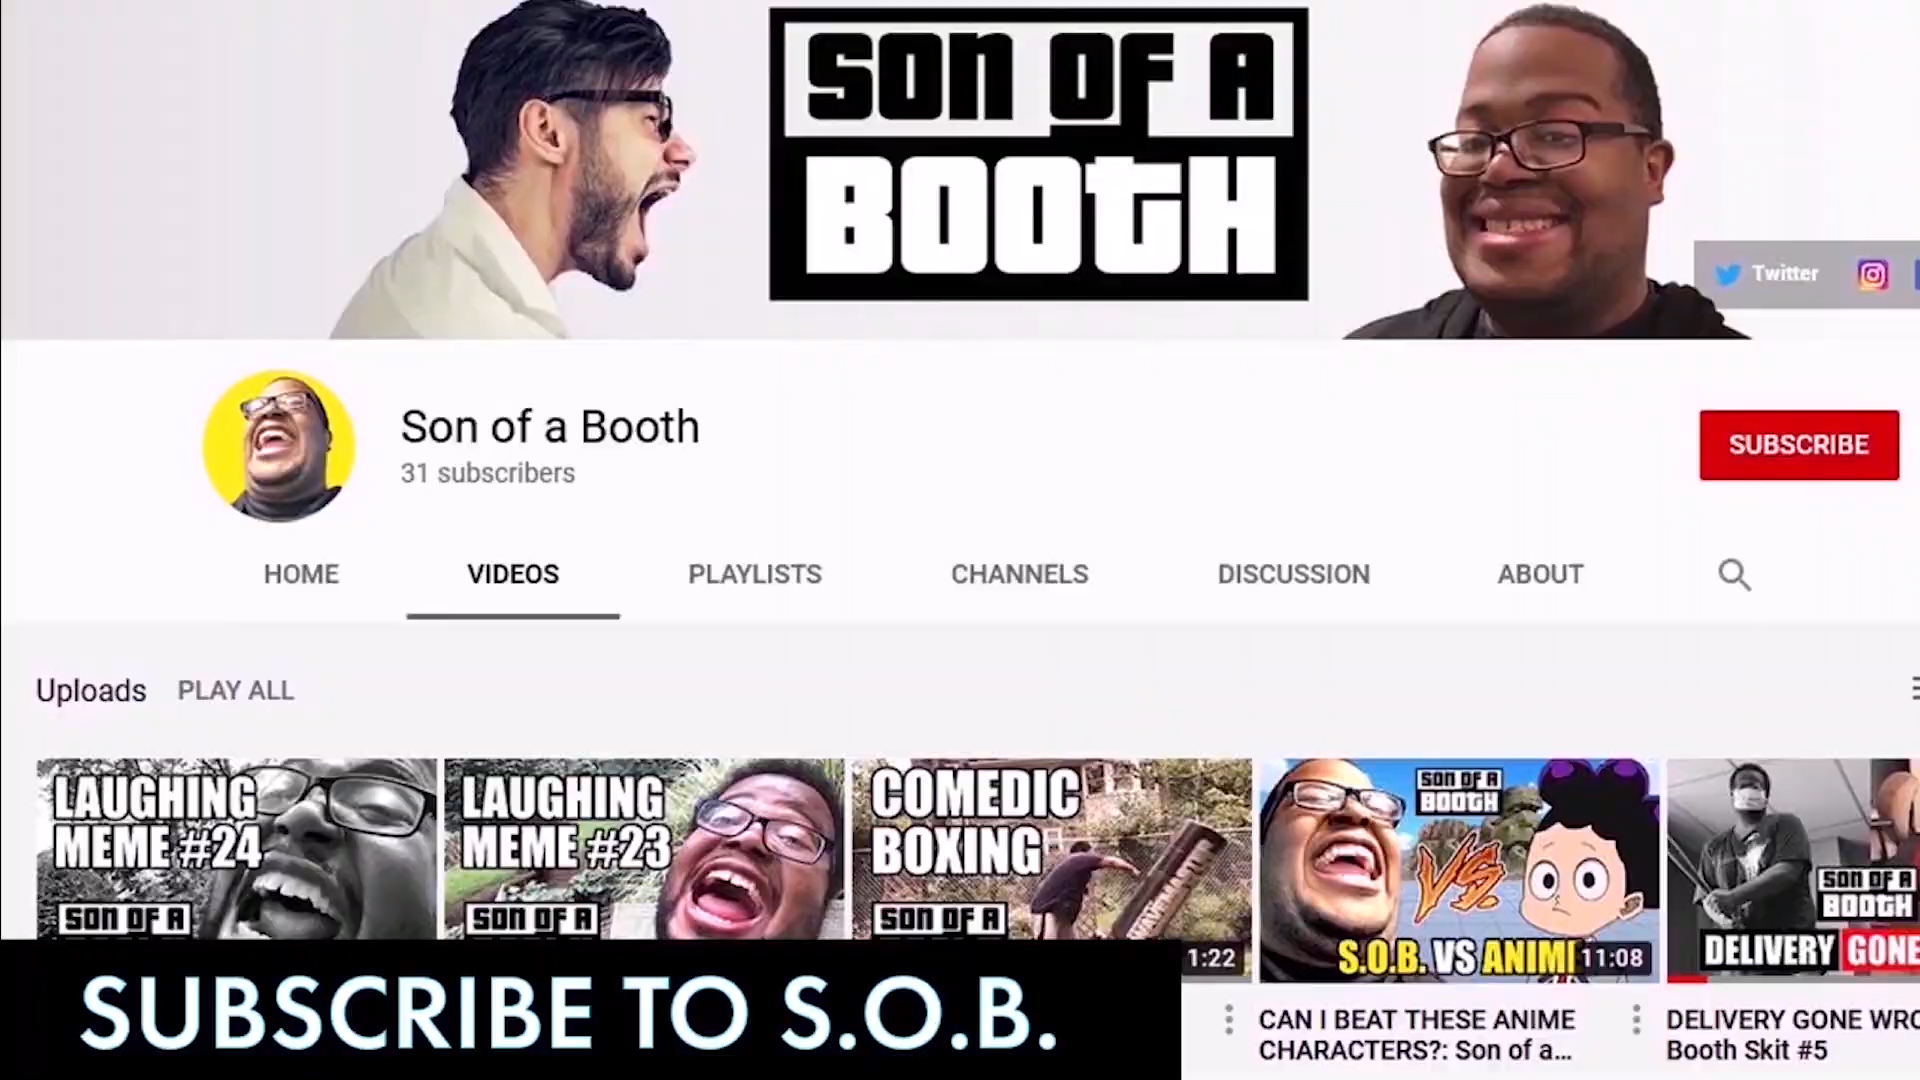 SON OF A
BOOTH
Twitter
Son of a Booth
31 subscribers
SUBSCRIBE
HOME
VIDEOS
PLAYLISTS
CHANNELS
DISCUSSION
ABOUT
Uploads
PLAY ALL
LAUGHING
MEME #24
SON OF A
LAUGHING
MEME #23
SON OF A
COMEDIC
BOXING
SON OF A
1:22
SON OF A
BOOTH
VS.
S.O.B. VS ANIM
11:08
SON OF A
BOOTH
DELIVERY GONE
CAN I BEAT THESE ANIME
CHARACTERS?: Son of a...
DELIVERY GONE WRO
Booth Skit #5
SUBSCRIBE TO S.O.B.